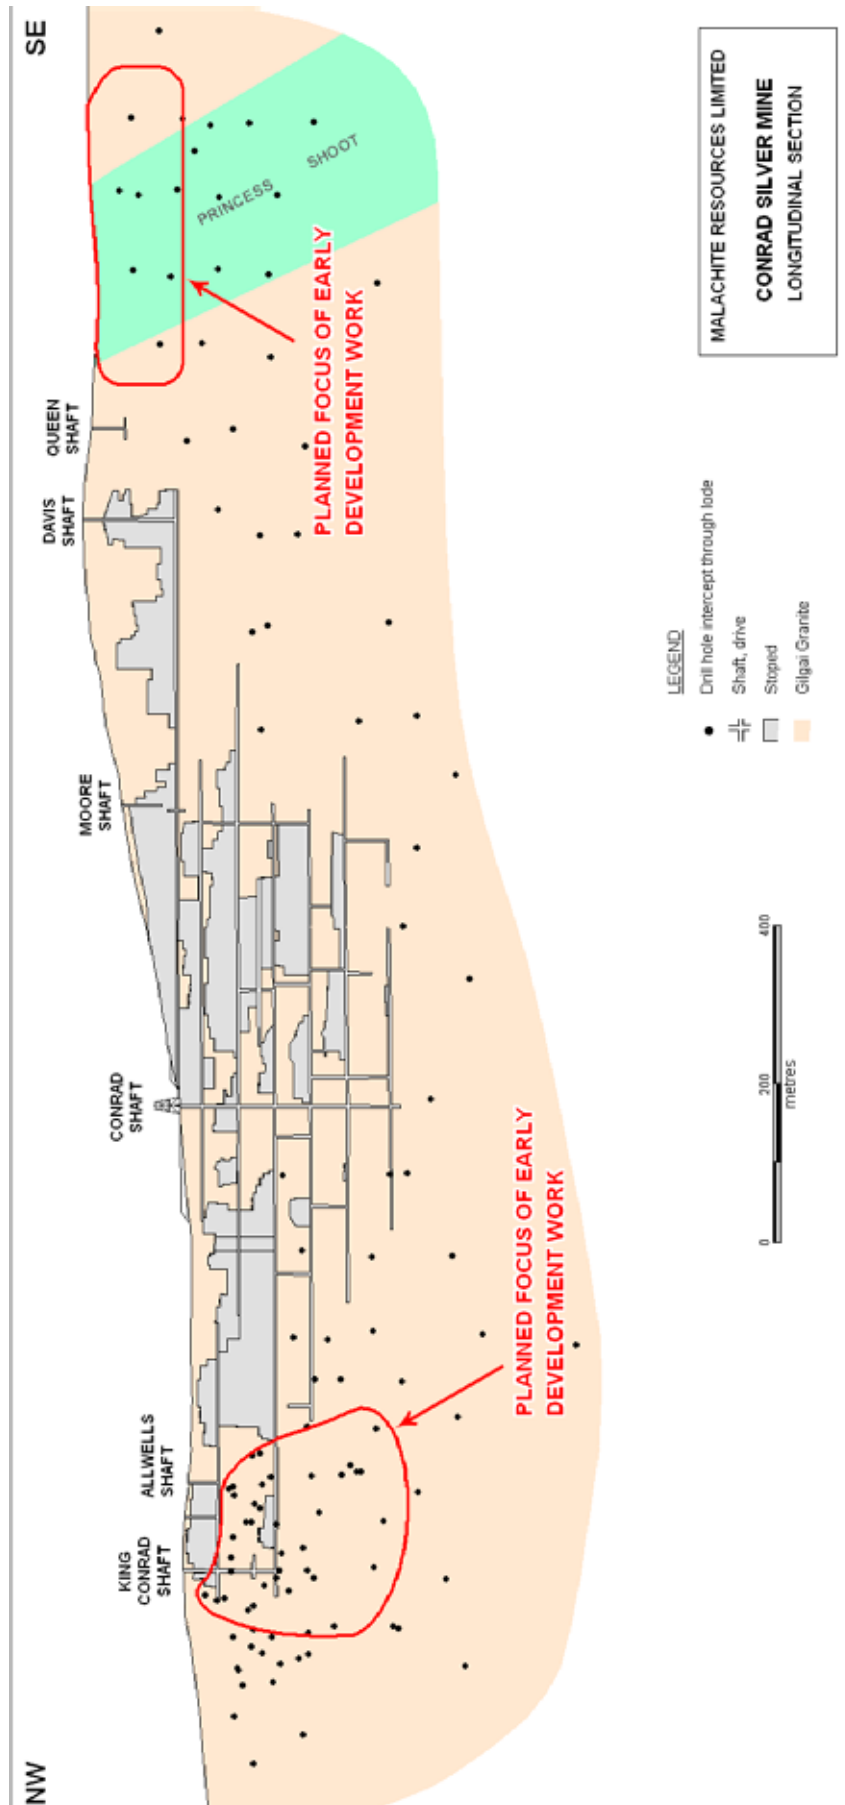 NW
SE
KING
CONRAD
SHAFT
ALLWELLS
SHAFT
CONRAD
SHAFT
MOORE
SHAFT
DAVIS
SHAFT
QUEEN
SHAFT
PRINCESS
SHOOT
PLANNED FOCUS OF EARLY
DEVELOPMENT WORK
PLANNED FOCUS OF EARLY
DEVELOPMENT WORK
0
200
400
metres
LEGEND
Drill hole intercept through lode
Shaft, drive
Stoped
Gilgai Granite
MALACHITE RESOURCES LIMITED
CONRAD SILVER MINE
LONGITUDINAL SECTION